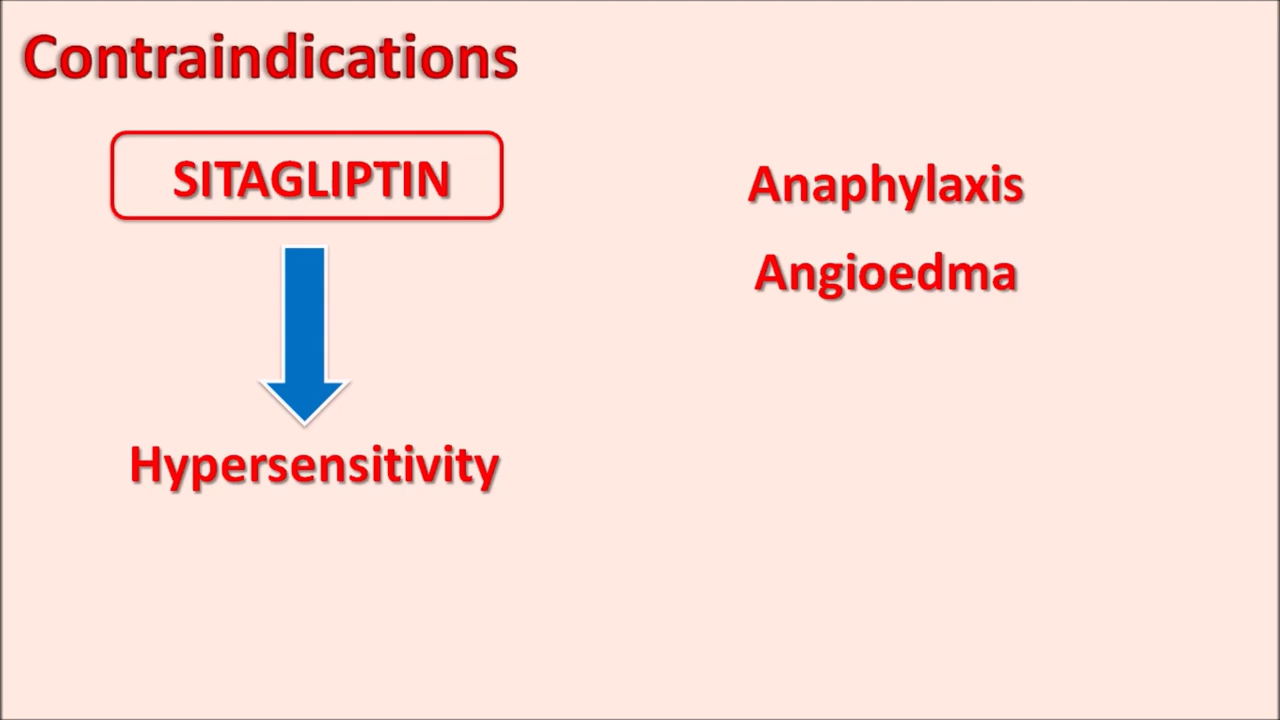 Contraindications
SITAGLIPTIN
Hypersensitivity
Anaphylaxis
Angioedma